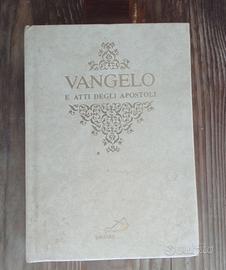 VANGELO
E ATTI DEGLI APOSTOLI